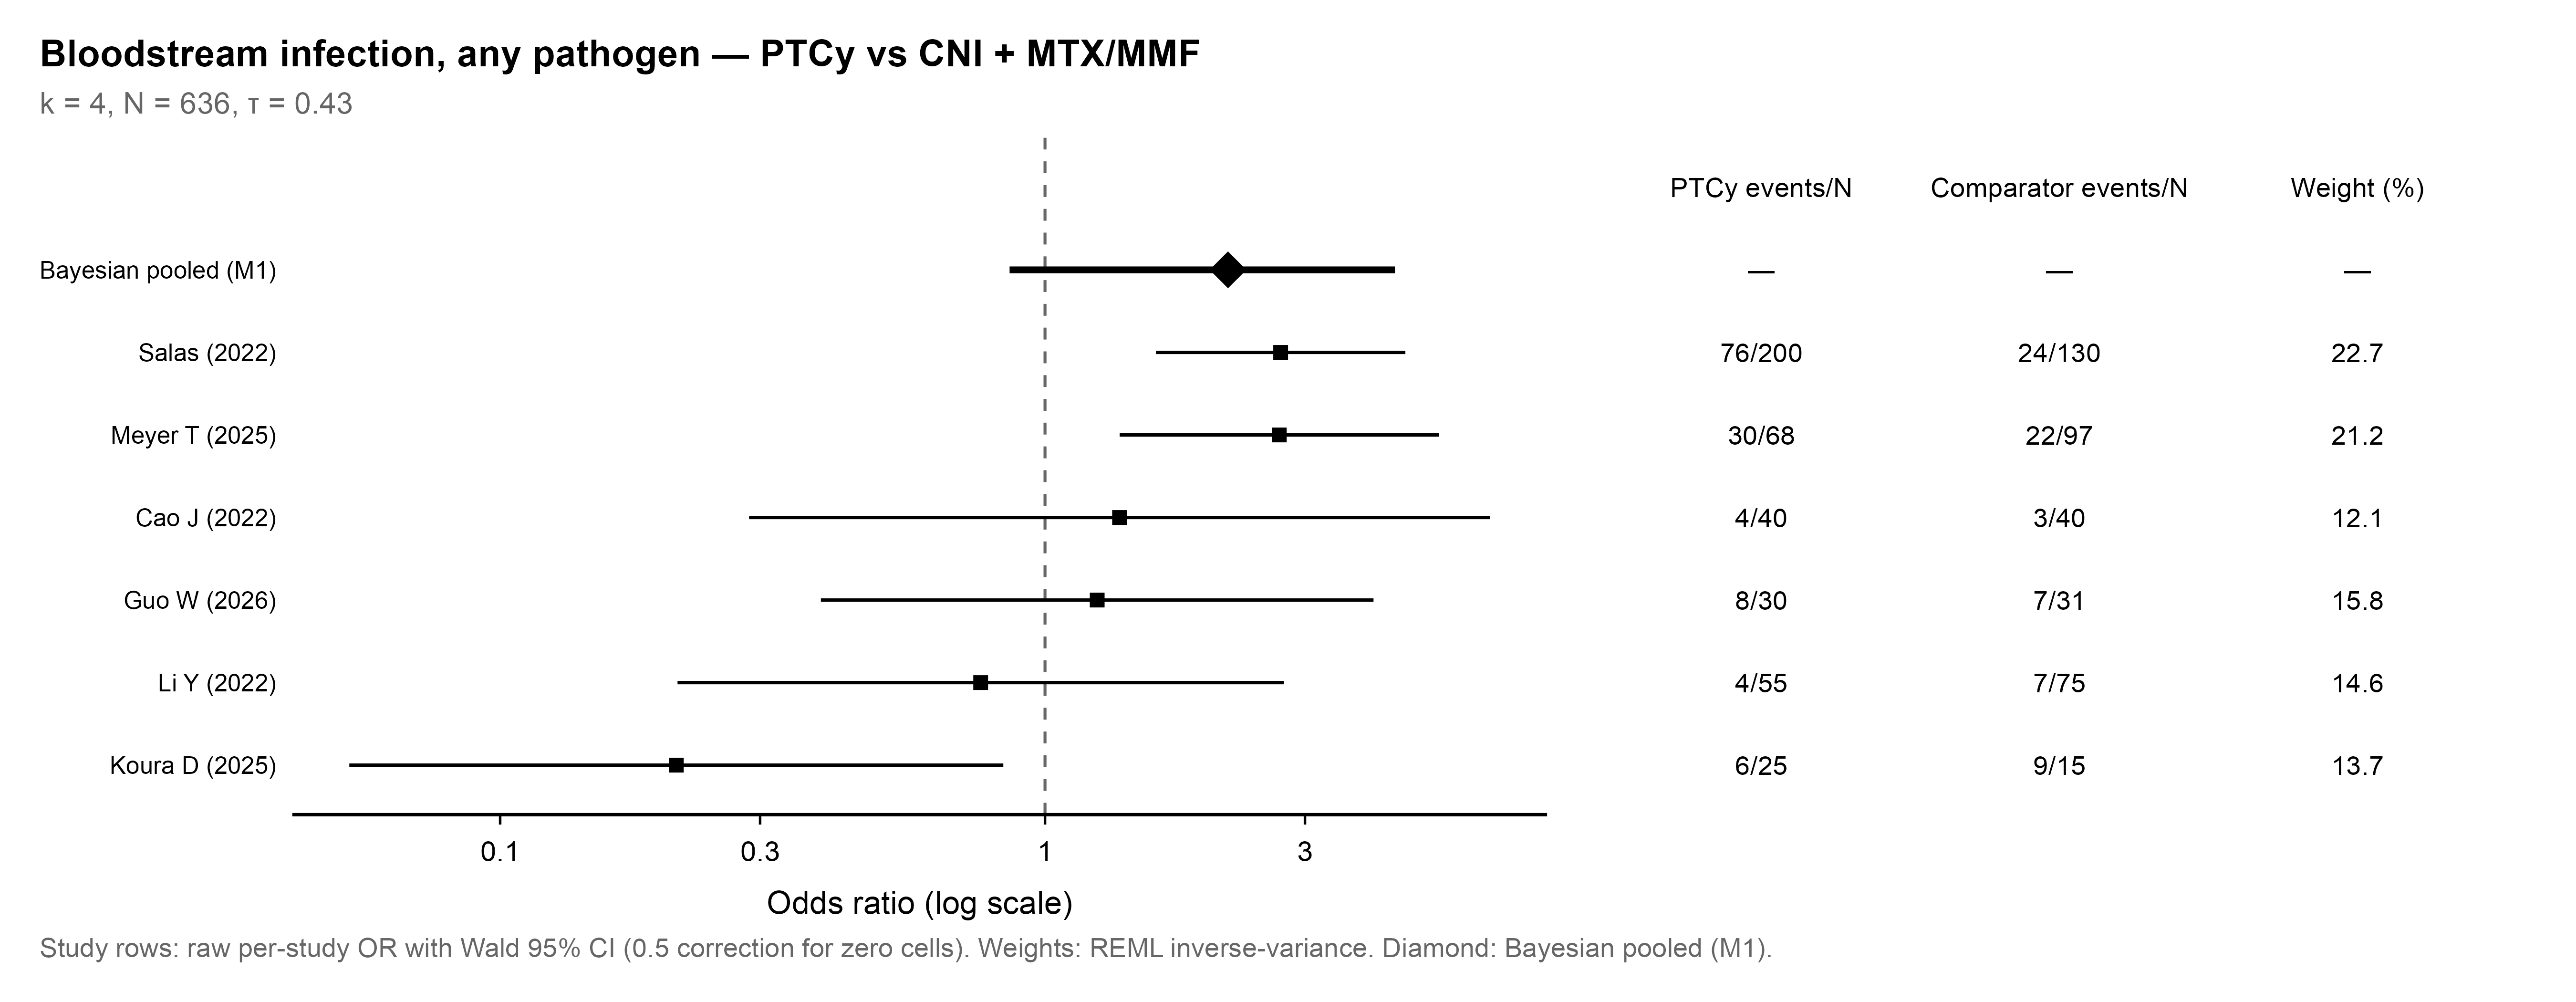 Bloodstream infection, any pathogen — PTCy vs CNI + MTX/MMF
k = 4, N = 636, τ = 0.43
PTCy events/N Comparator events/N Weight (%)
Bayesian pooled (M1) — — —
Salas (2022) 76/200 24/130 22.7
Meyer T (2025) 30/68 22/97 21.2
Cao J (2022) 4/40 3/40 12.1
Guo W (2026) 8/30 7/31 15.8
Li Y (2022) 4/55 7/75 14.6
Koura D (2025) 6/25 9/15 13.7
0.1 0.3 1 3
Odds ratio (log scale)
Study rows: raw per-study OR with Wald 95% CI (0.5 correction for zero cells). Weights: REML inverse-variance. Diamond: Bayesian pooled (M1).